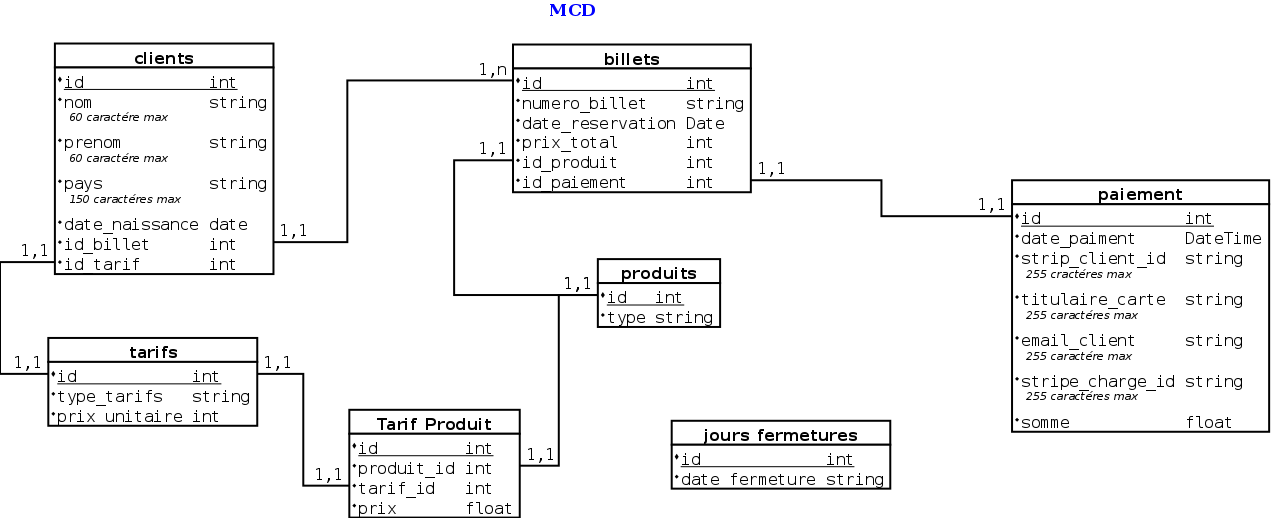 MCD
clients
id int
nom string
60 caractére max
prenom string
60 caractére max
pays string
150 caractéres max
date_naissance date
id_billet int
id_tarif int
1,1
1,1
1,n
1,1
billets
id int
numero_billet string
date_reservation Date
prix_total int
id_produit int
id_paiement int
1,1
1,1
paiement
id int
date_paiment DateTime
strip_client_id string
255 cractéres max
titulaire_carte string
255 caractéres max
email_client string
255 caractére max
stripe_charge_id string
255 caractéres max
somme float
1,1
produits
id int
type string
1,1
tarifs
id int
type_tarifs string
prix unitaire int
1,1
1,1
Tarif Produit
id int
produit_id int
tarif_id int
prix float
1,1
jours fermetures
id int
date fermeture string